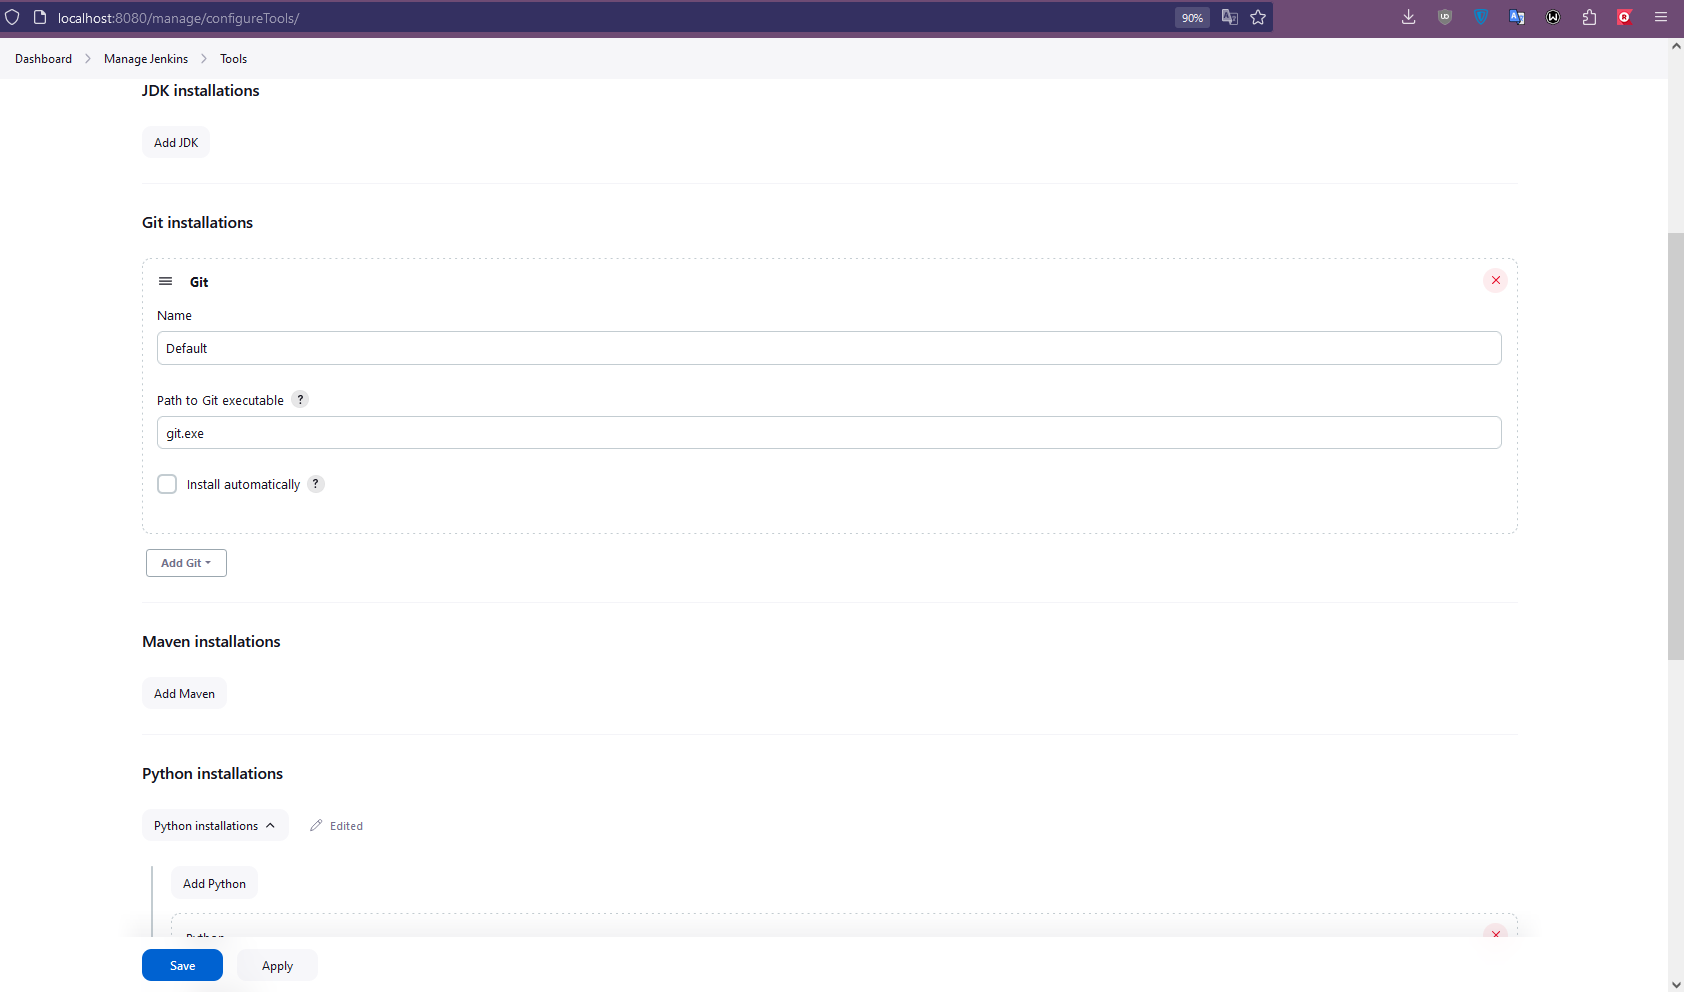 localhost:8080/manage/configureTools/
90%
Dashboard
Manage Jenkins
Tools
JDK installations
Add JDK
Git installations
Git
Name
Default
Path to Git executable ?
git.exe
Install automatically ?
Add Git
Maven installations
Add Maven
Python installations
Python installations
Edited
Add Python
Python
Save
Apply